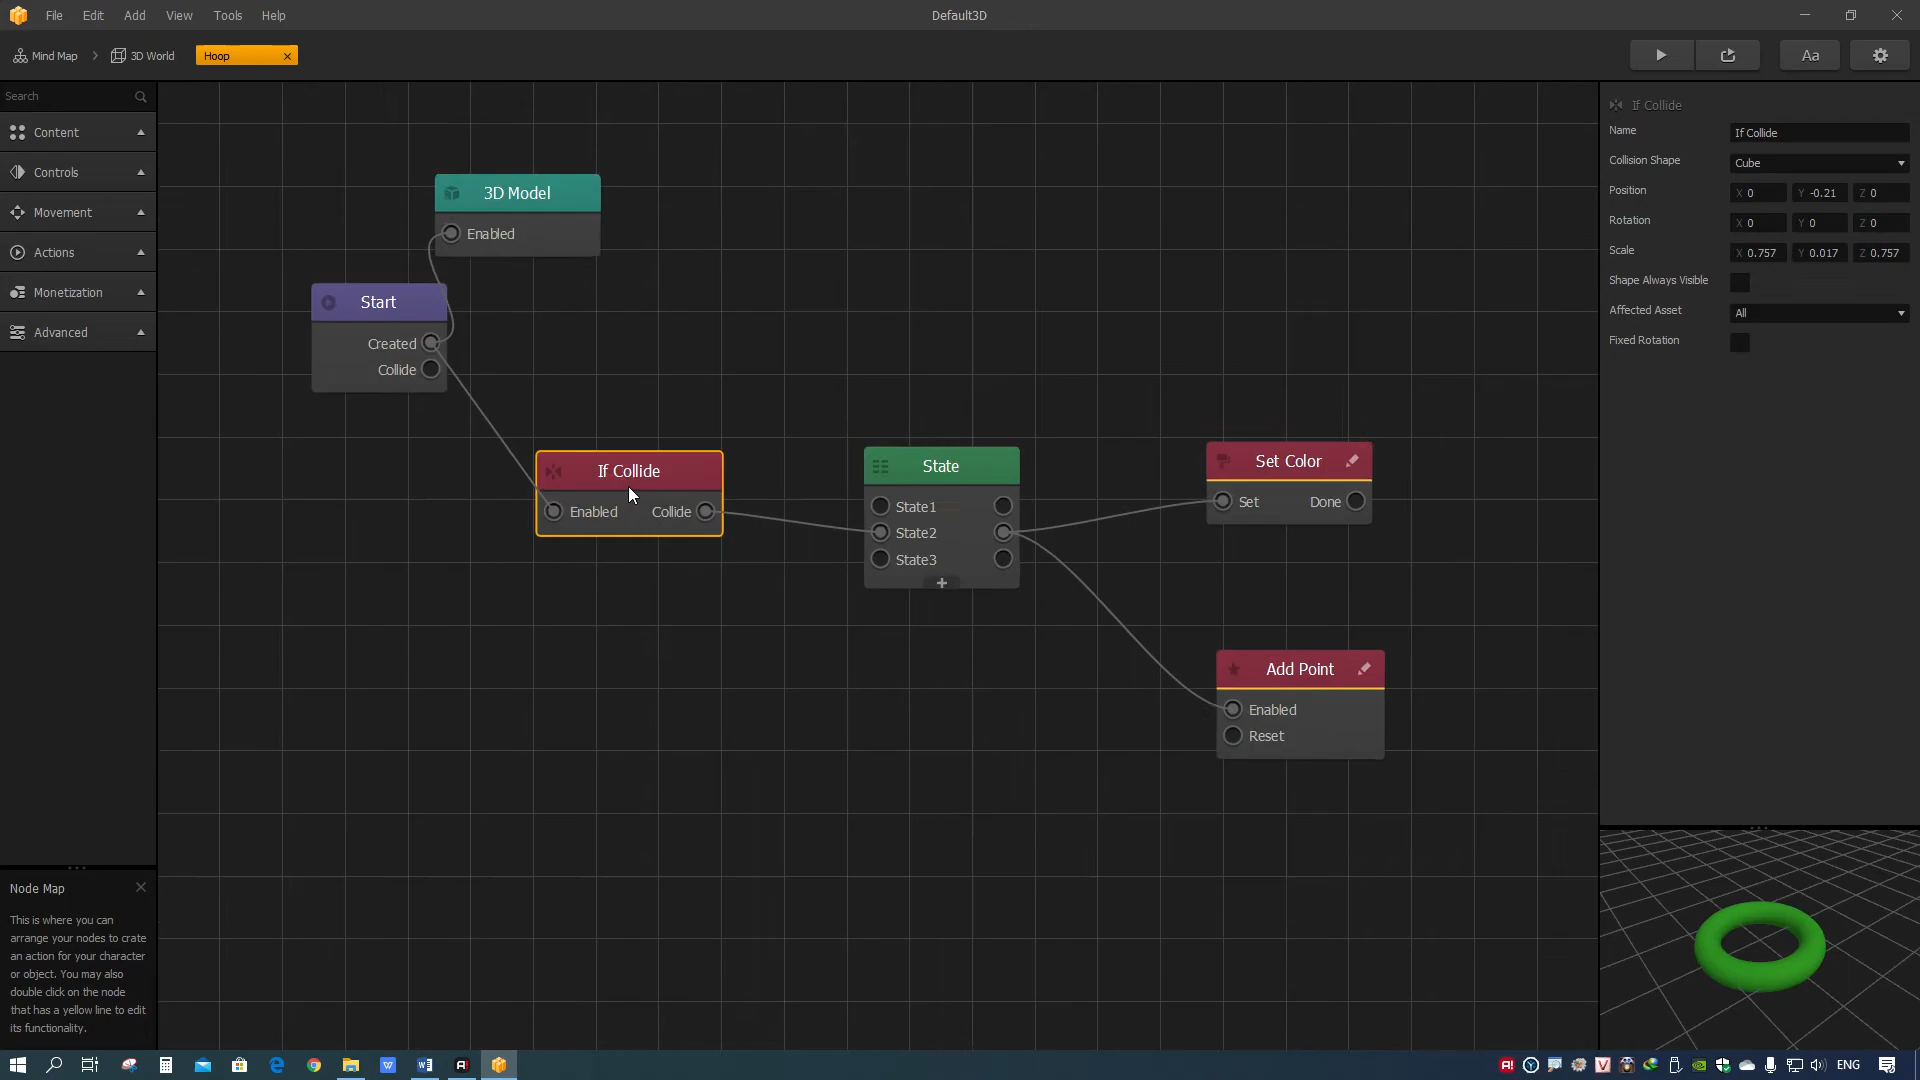 File Edit Add View Tools Help
Default3D
Mind Map
3D World
Hoop
Aa
Search
Content
Controls
Movement
Actions
Monetization
Advanced
3D Model
Enabled
Start
Created
Collide
If Collide
Enabled Collide
State
State1
State2
State3
Set Color
Set Done
Add Point
Enabled
Reset
If Collide
Name If Collide
Collision Shape Cube
Position X 0 Y -0.21 Z 0
Rotation X 0 Y 0 Z 0
Scale X 0.757 Y 0.017 Z 0.757
Shape Always Visible
Affected Asset All
Fixed Rotation
Node Map
This is where you can
arrange your nodes to crate
an action for your character
or object. You may also
double click on the node
that has a yellow line to edit
its functionality.
ENG